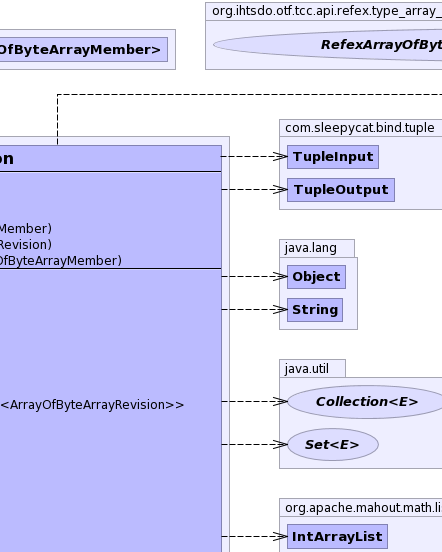 org.ihtsdo.otf.tcc.api.refex.type_array_
OfByteArrayMember>
RefexArrayOfByt
com.sleepycat.bind.tuple
on
TupleInput
TupleOutput
Member)
Revision)
OfByteArrayMember)
java.lang
Object
String
java.util
Collection<E>
<ArrayOfByteArrayRevision>>
Set<E>
org.apache.mahout.math.li
IntArrayList